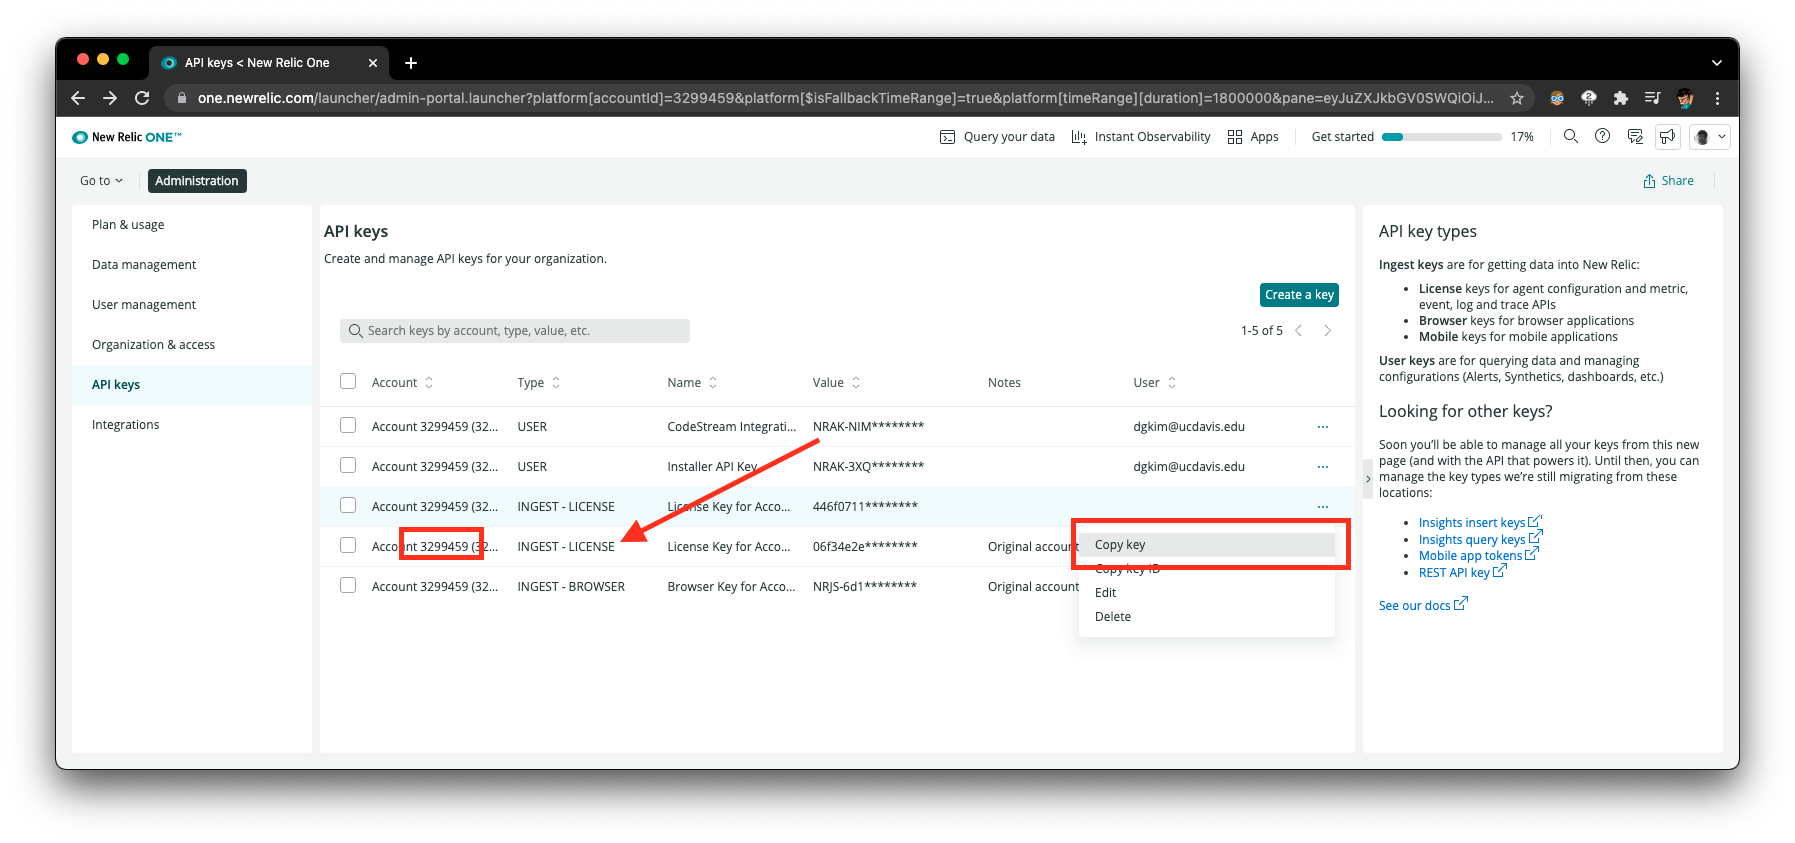 API keys < New Relic One
one.newrelic.com/launcher/admin-portal.launcher?platform[accountId]=3299459&platform[$isFallbackTimeRange]=true&platform[timeRange][duration]=1800000&pane=eyJuZXJkbGV0SWQiOiJ...
New Relic ONE™
Query your data
Instant Observability
Apps
Get started
17%
Go to
Administration
Share
Plan & usage
Data management
User management
Organization & access
API keys
Integrations
API keys
Create and manage API keys for your organization.
Create a key
Search keys by account, type, value, etc.
1-5 of 5
Account Type Name Value Notes User
Account 3299459 (32... USER CodeStream Integrati... NRAK-NIM******** dgkim@ucdavis.edu ...
Account 3299459 (32... USER Installer API Key NRAK-3XQ******** dgkim@ucdavis.edu ...
Account 3299459 (32... INGEST - LICENSE License Key for Acco... 446f0711******** ...
Account 3299459 (32... INGEST - LICENSE License Key for Acco... 06f34e2e******** Original account
Account 3299459 (32... INGEST - BROWSER Browser Key for Acco... NRJS-6d1******** Original account
Copy key
Copy key ID
Edit
Delete
API key types
Ingest keys are for getting data into New Relic:
• License keys for agent configuration and metric,
event, log and trace APIs
• Browser keys for browser applications
• Mobile keys for mobile applications
User keys are for querying data and managing
configurations (Alerts, Synthetics, dashboards, etc.)
Looking for other keys?
Soon you’ll be able to manage all your keys from this new
page (and with the API that powers it). Until then, you can
manage the key types we’re still migrating from these
locations:
• Insights insert keys
• Insights query keys
• Mobile app tokens
• REST API key
See our docs